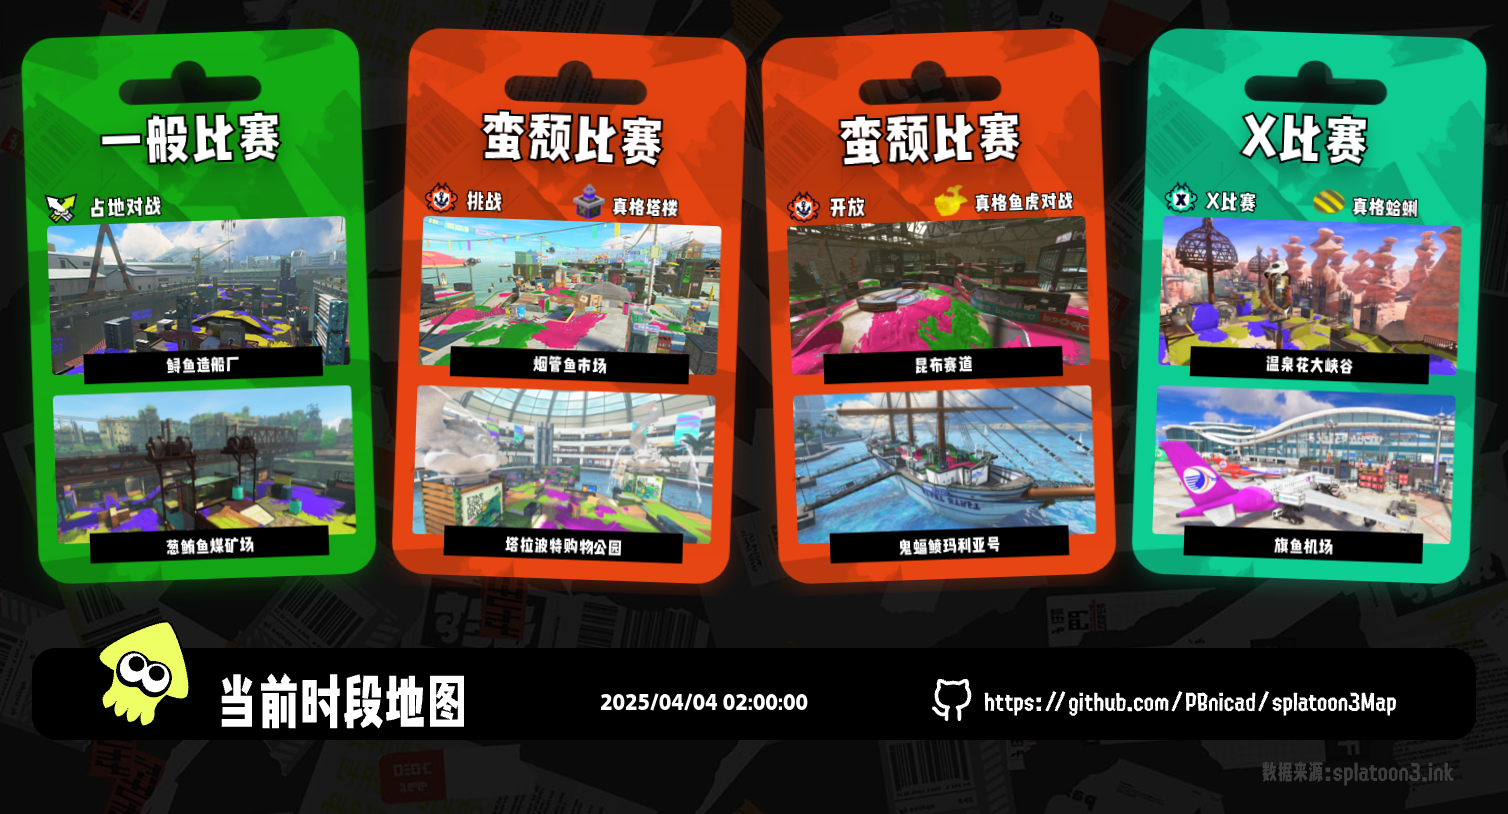 一般比赛
占地对战
鲟鱼造船厂
葱鲔鱼煤矿场
蛮颓比赛
挑战
真格塔楼
烟管鱼市场
塔拉波特购物公园
蛮颓比赛
开放
真格鱼虎对战
昆布赛道
鬼蝠鲼玛利亚号
X比赛
X比赛
真格蛤蜊
温泉花大峡谷
旗鱼机场
当前时段地图
2025/04/04 02:00:00
https://github.com/PBnicad/splatoon3Map
数据来源:splatoon3.ink